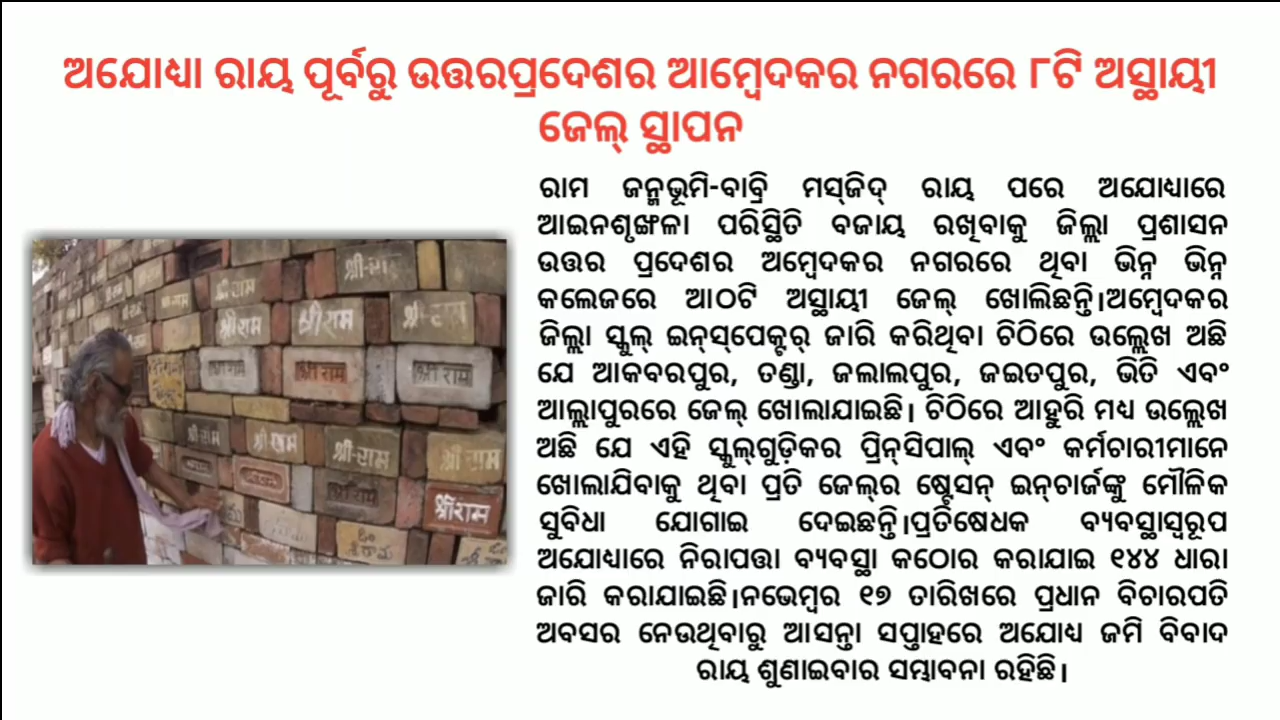 ଅଯୋଧ୍ୟା ରାୟ ପୂର୍ବରୁ ଉତ୍ତରପ୍ରଦେଶର ଆମ୍ବେଦକର ନଗରରେ ୮ଟି ଅସ୍ଥାୟୀ
ଜେଲ୍ ସ୍ଥାପନ
ରାମ ଜନ୍ମଭୂମି-ବାବ୍ରି ମସ୍‌ଜିଦ୍ ରାୟ ପରେ ଅଯୋଧ୍ୟାରେ
ଆଇନଶୃଙ୍ଖଳା ପରିସ୍ଥିତି ବଜାୟ ରଖିବାକୁ ଜିଲ୍ଲା ପ୍ରଶାସନ
ଉତ୍ତର ପ୍ରଦେଶର ଅମ୍ବେଦକର ନଗରରେ ଥିବା ଭିନ୍ନ ଭିନ୍ନ
କଲେଜରେ ଆଠଟି ଅସ୍ଥାୟୀ ଜେଲ୍ ଖୋଲିଛନ୍ତି।ଅମ୍ବେଦକର
ଜିଲ୍ଲା ସ୍କୁଲ୍ ଇନ୍‌ସ୍‌ପେକ୍ଟର୍ ଜାରି କରିଥିବା ଚିଠିରେ ଉଲ୍ଲେଖ ଅଛି
ଯେ ଆକବରପୁର, ତଣ୍ଡା, ଜଲାଲପୁର, ଜଇତପୁର, ଭିତି ଏବଂ
ଆଲ୍ଲାପୁରରେ ଜେଲ୍ ଖୋଲାଯାଇଛି। ଚିଠିରେ ଆହୁରି ମଧ୍ୟ ଉଲ୍ଲେଖ
ଅଛି ଯେ ଏହି ସ୍କୁଲ୍‌ଗୁଡ଼ିକର ପ୍ରିନ୍‌ସିପାଲ୍ ଏବଂ କର୍ମଚାରୀମାନେ
ଖୋଲାଯିବାକୁ ଥିବା ପ୍ରତି ଜେଲ୍‌ର ଷ୍ଟେସନ୍ ଇନ୍‌ଚାର୍ଜଙ୍କୁ ମୌଳିକ
ସୁବିଧା ଯୋଗାଇ ଦେଇଛନ୍ତି।ପ୍ରତିଷେଧକ ବ୍ୟବସ୍ଥାସ୍ୱରୂପ
ଅଯୋଧ୍ୟାରେ ନିରାପତ୍ତା ବ୍ୟବସ୍ଥା କଠୋର କରାଯାଇ ୧୪୪ ଧାରା
ଜାରି କରାଯାଇଛି।ନଭେମ୍ବର ୧୭ ତାରିଖରେ ପ୍ରଧାନ ବିଚାରପତି
ଅବସର ନେଉଥିବାରୁ ଆସନ୍ତା ସପ୍ତାହରେ ଅଯୋଧ୍ୟ ଜମି ବିବାଦ
ରାୟ ଶୁଣାଇବାର ସମ୍ଭାବନା ରହିଛି।
श्री राम
श्रीराम
श्रीराम
श्री राम
श्री राम
श्री राम
श्री राम
श्रीराम